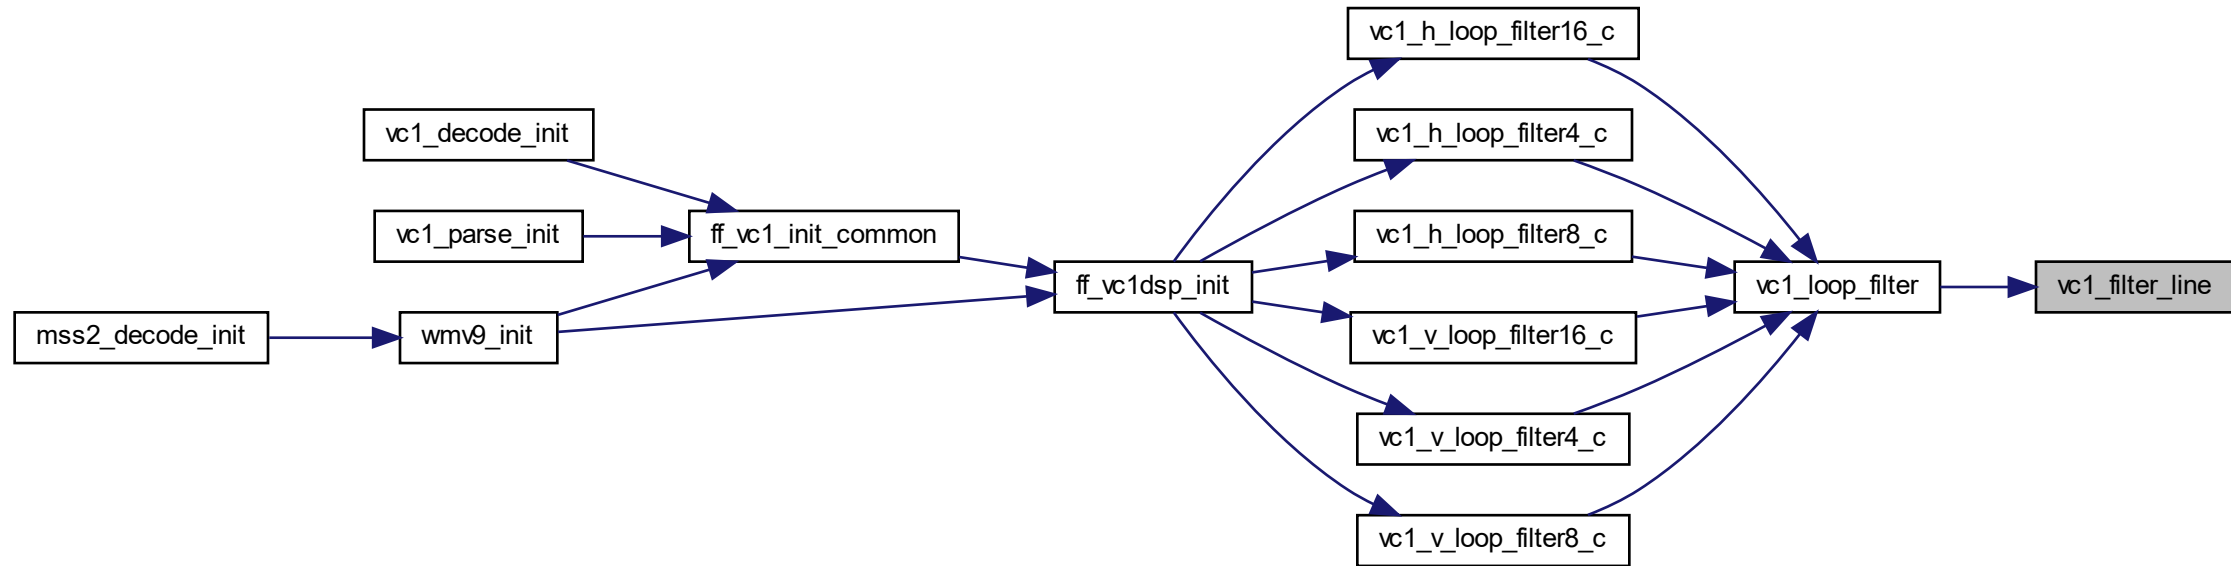 vc1_h_loop_filter16_c
vc1_decode_init
vc1_h_loop_filter4_c
vc1_parse_init
ff_vc1_init_common
vc1_h_loop_filter8_c
ff_vc1dsp_init
vc1_loop_filter
vc1_filter_line
mss2_decode_init
wmv9_init
vc1_v_loop_filter16_c
vc1_v_loop_filter4_c
vc1_v_loop_filter8_c